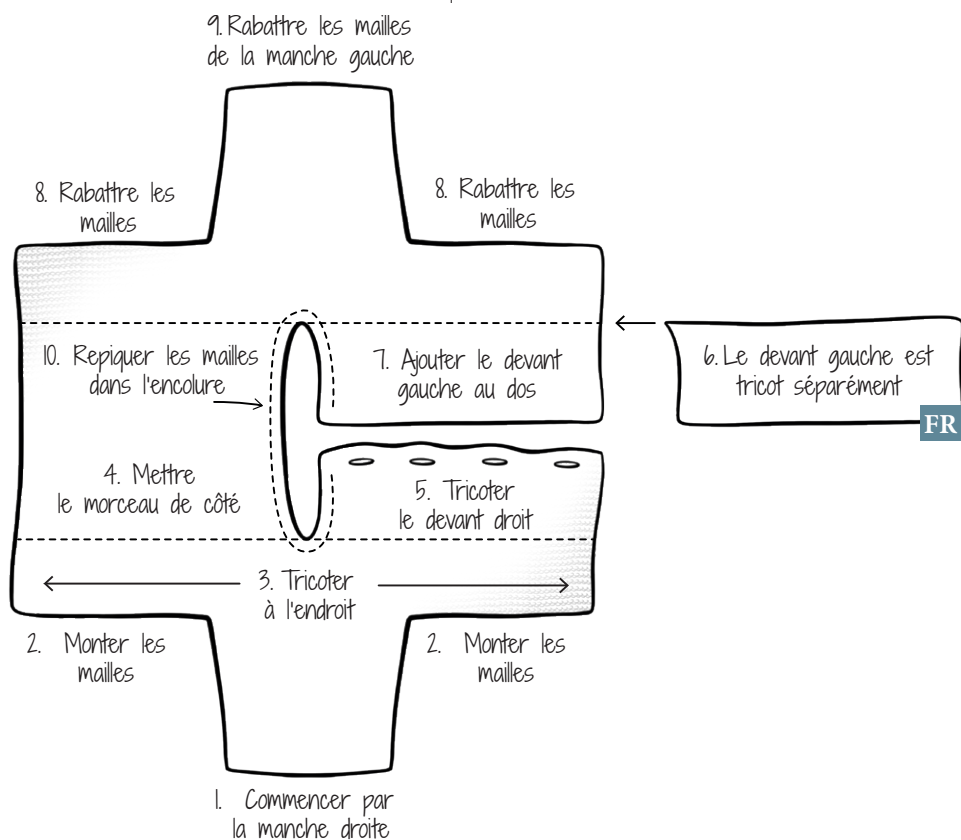 9. Rabattre les mailles
de la manche gauche
8. Rabattre les
mailles
8. Rabattre les
mailles
10. Repiquer les mailles
dans l'encolure
7. Ajouter le devant
gauche au dos
6. Le devant gauche est
tricot séparément
FR
4. Mettre
le morceau de côté
5. Tricoter
le devant droit
3. Tricoter
à l'endroit
2. Monter les
mailles
2. Monter les
mailles
1. Commencer par
la manche droite